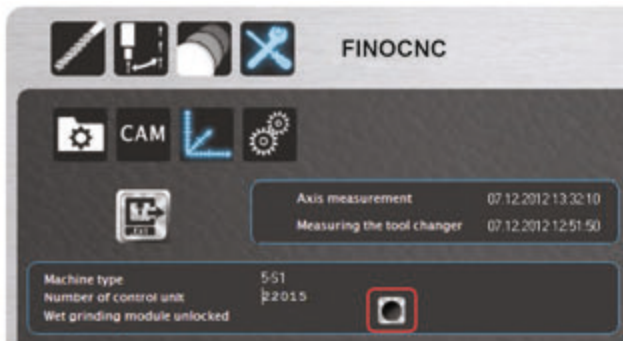 FINOCNC
CAM
Axis measurement 07.12.2012 13:32:10
Measuring the tool changer 07.12.2012 12:51:50
Exit
Machine type 5-S1
Number of control unit 22015
Wet grinding module unlocked